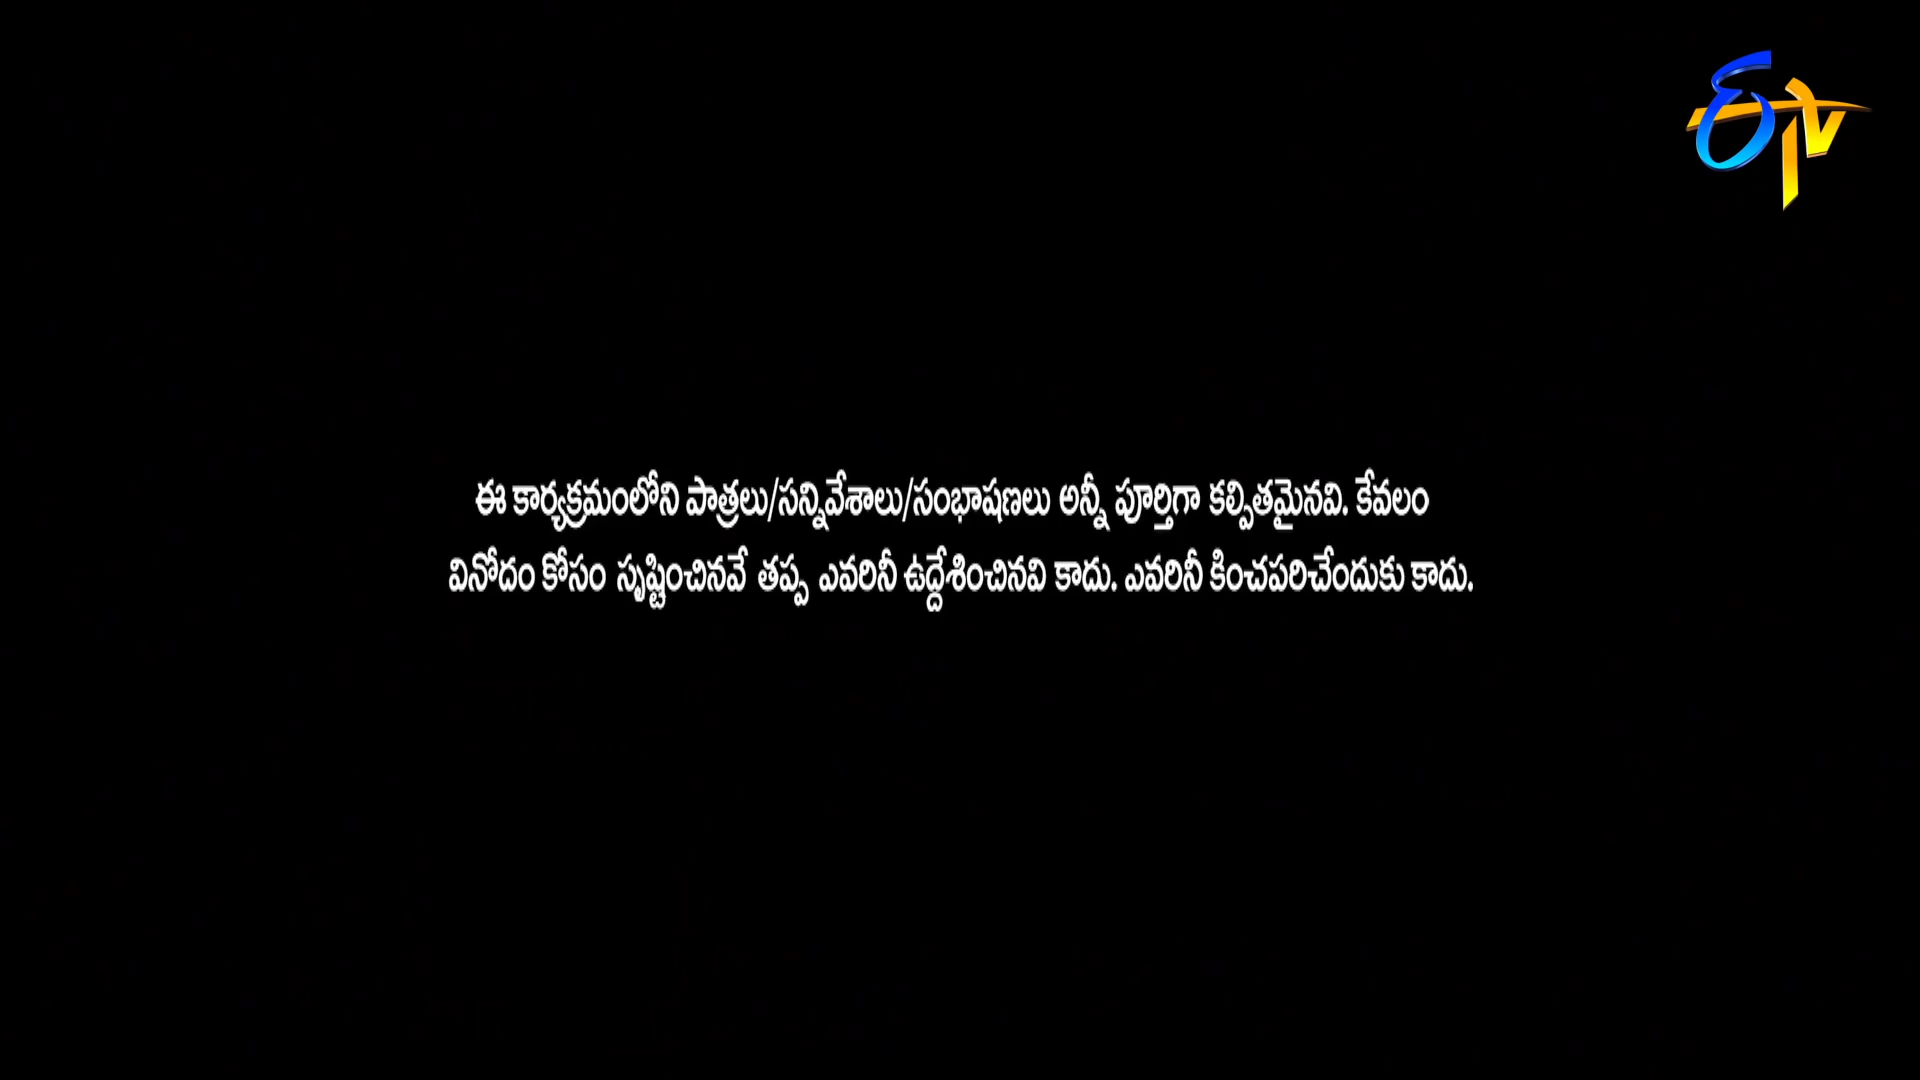 ETV
ఈ కార్యక్రమంలోని పాత్రలు/సన్నివేశాలు/సంభాషణలు అన్నీ పూర్తిగా కల్పితమైనవి. కేవలం
వినోదం కోసం సృష్టించినవే తప్ప ఎవరినీ ఉద్దేశించినవి కాదు. ఎవరినీ కించపరిచేందుకు కాదు.